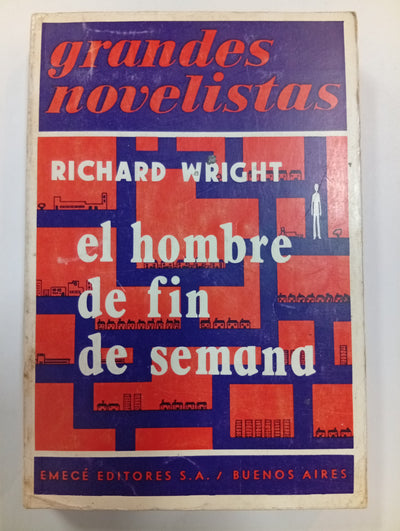 grandes
novelistas
RICHARD WRIGHT
el hombre
de fin
de semana
EMECÉ EDITORES S.A. / BUENOS AIRES